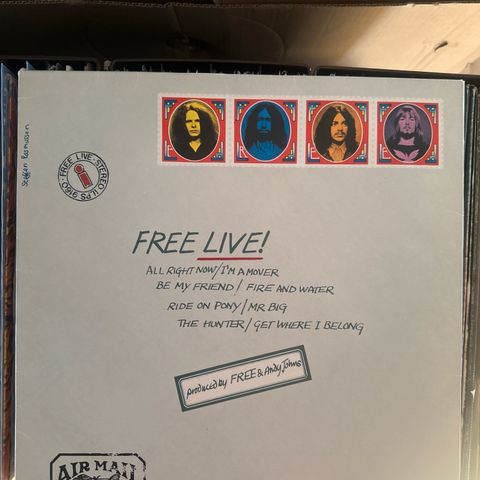 F R E E
Steffen Rasmussen
FREE LIVE · STEREO ILPS 9160 ·
i
FREE LIVE!
ALL RIGHT NOW/I'M A MOVER
BE MY FRIEND/FIRE AND WATER
RIDE ON PONY/MR BIG
THE HUNTER/GET WHERE I BELONG
produced by FREE & Andy Johns
AIR MAIL